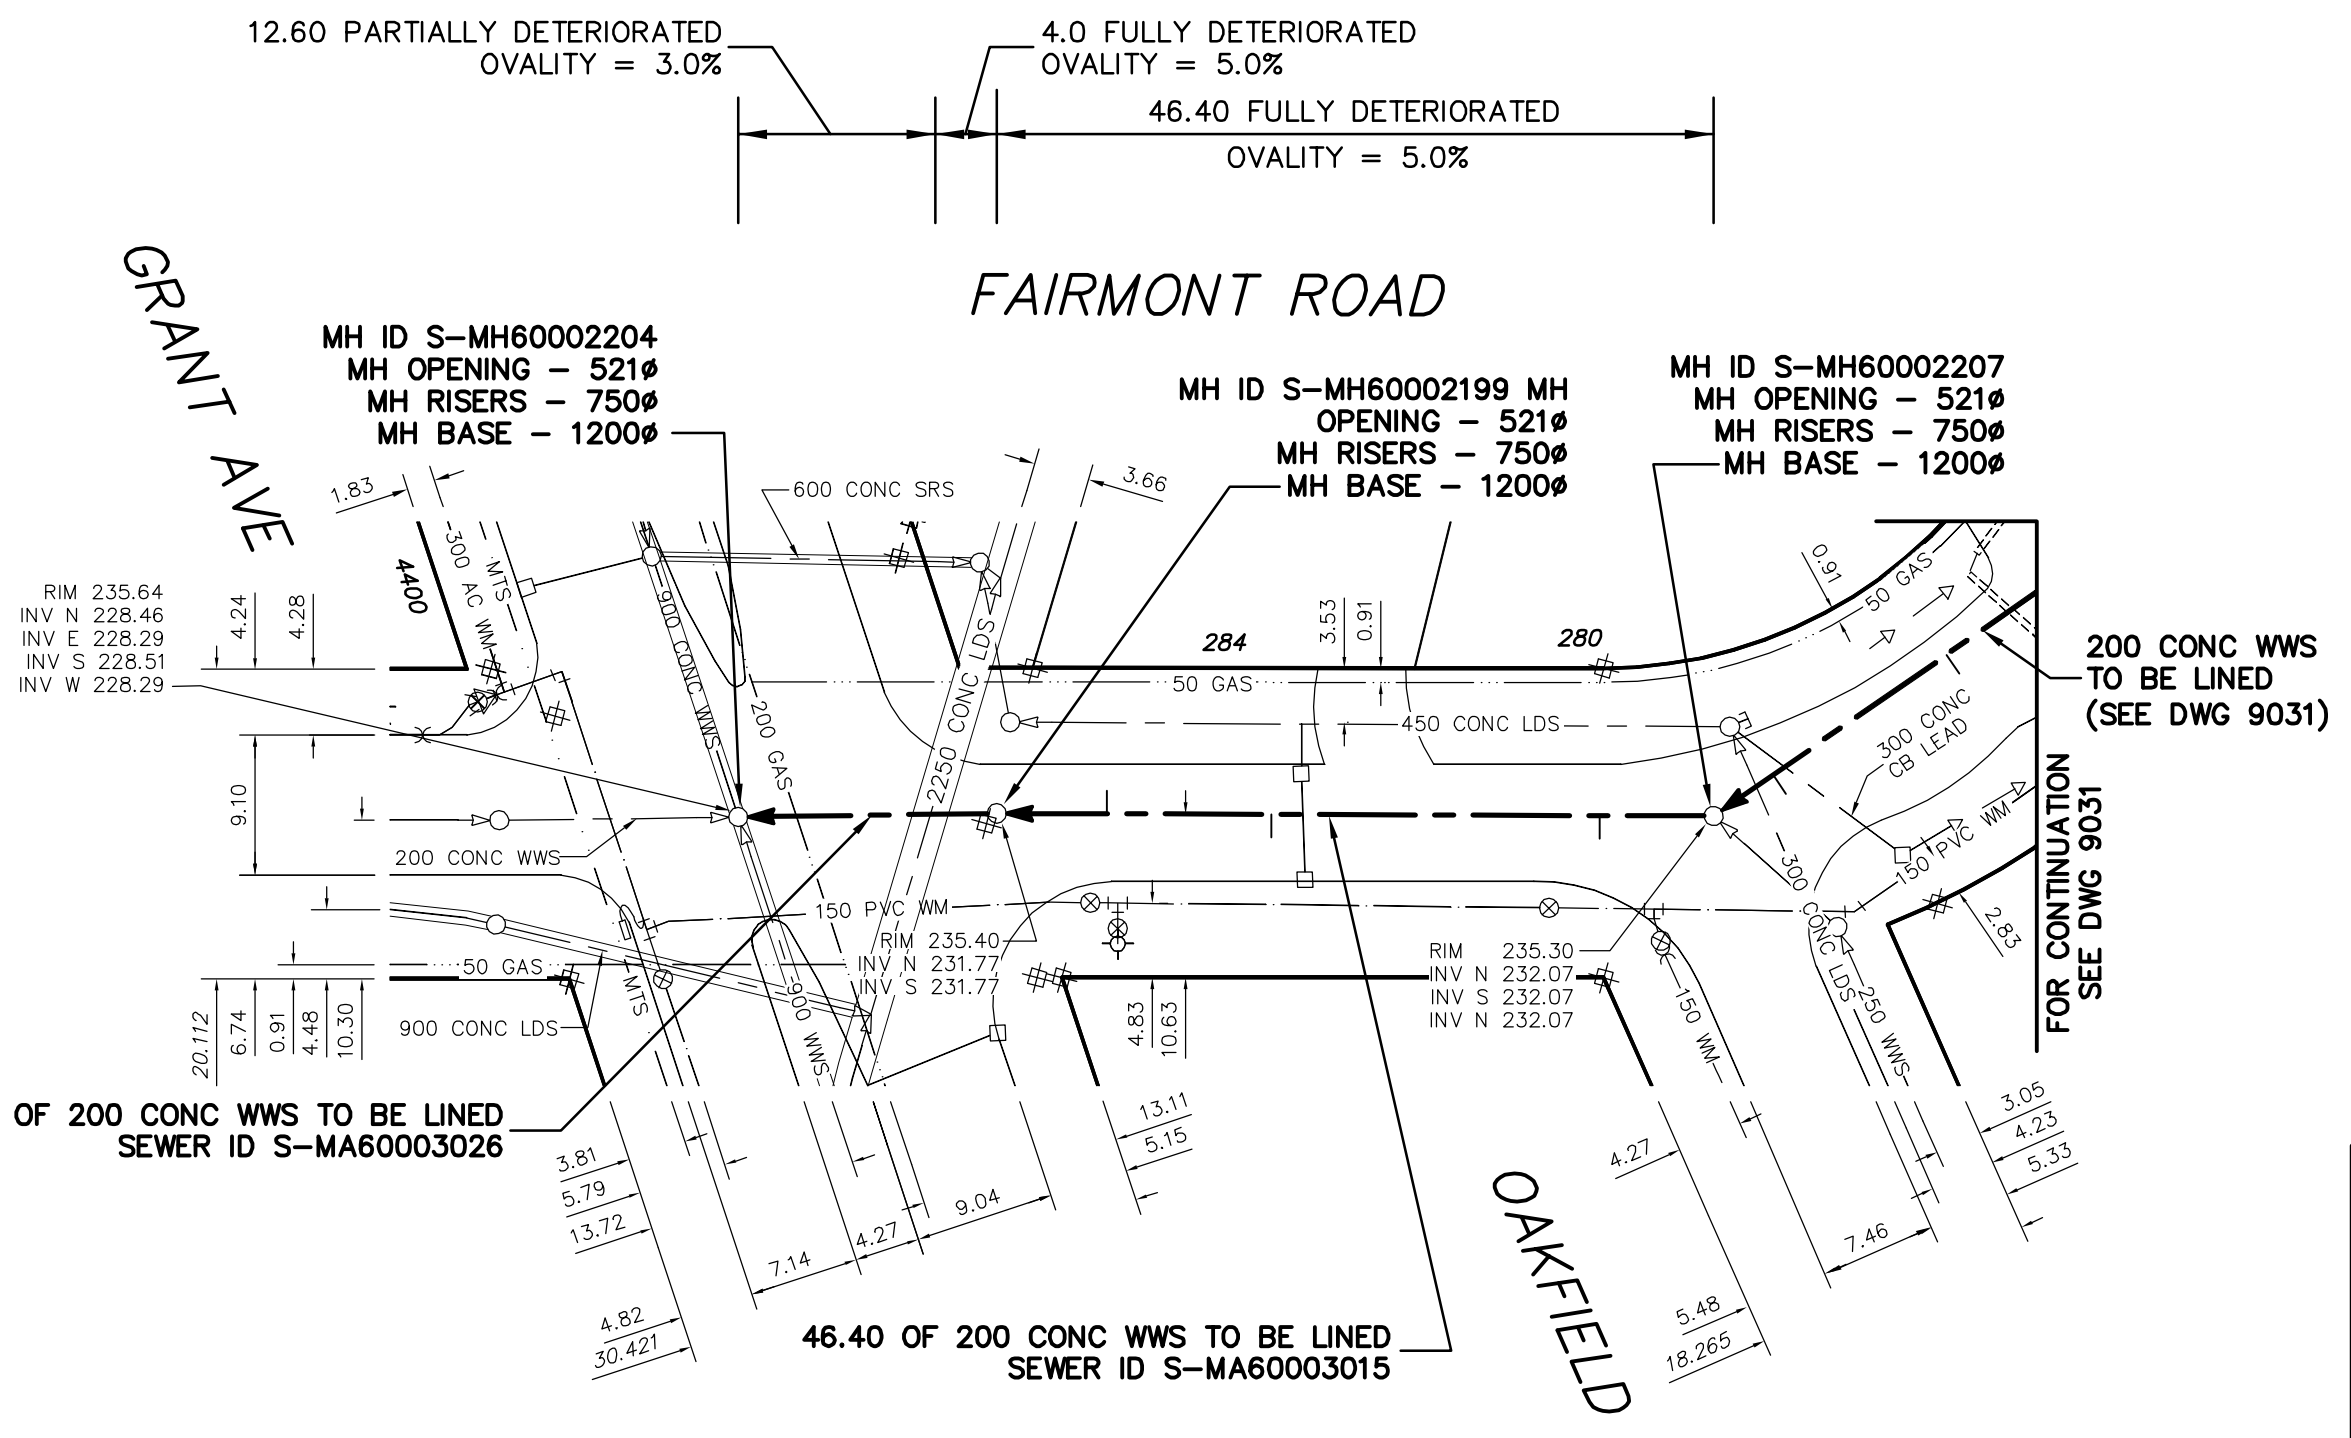 12.60 PARTIALLY DETERIORATED
OVALITY = 3.0%
4.0 FULLY DETERIORATED
OVALITY = 5.0%
46.40 FULLY DETERIORATED
OVALITY = 5.0%
GRANT AVE
FAIRMONT ROAD
MH ID S-MH60002204
MH OPENING - 521ø
MH RISERS - 750ø
MH BASE - 1200ø
MH ID S-MH60002199 MH
OPENING - 521ø
MH RISERS - 750ø
MH BASE - 1200ø
MH ID S-MH60002207
MH OPENING - 521ø
MH RISERS - 750ø
MH BASE - 1200ø
1.83
600 CONC SRS
3.66
4400
300 AC WM
MTS
0.91
50 GAS
RIM 235.64
INV N 228.46
INV E 228.29
INV S 228.51
INV W 228.29
4.24
4.28
900 CONC WWS
200 GAS
2250 CONC LDS
284
3.53
0.91
280
50 GAS
450 CONC LDS
200 CONC WWS
TO BE LINED
(SEE DWG 9031)
300 CONC
CB LEAD
9.10
200 CONC WWS
150 PVC WM
300 CONC LDS
150 PVC WM
FOR CONTINUATION
SEE DWG 9031
2.83
RIM 235.40
INV N 231.77
INV S 231.77
RIM 235.30
INV N 232.07
INV S 232.07
INV N 232.07
50 GAS
MTS
900 WWS
900 CONC LDS
20.112
6.74
0.91
4.48
10.30
4.83
10.63
150 WM
250 WWS
OF 200 CONC WWS TO BE LINED
SEWER ID S-MA60003026
3.81
5.79
13.72
4.82
30.421
7.14
4.27
9.04
13.11
5.15
4.27
3.05
4.23
5.33
7.46
5.48
18.265
OAKFIELD
46.40 OF 200 CONC WWS TO BE LINED
SEWER ID S-MA60003015